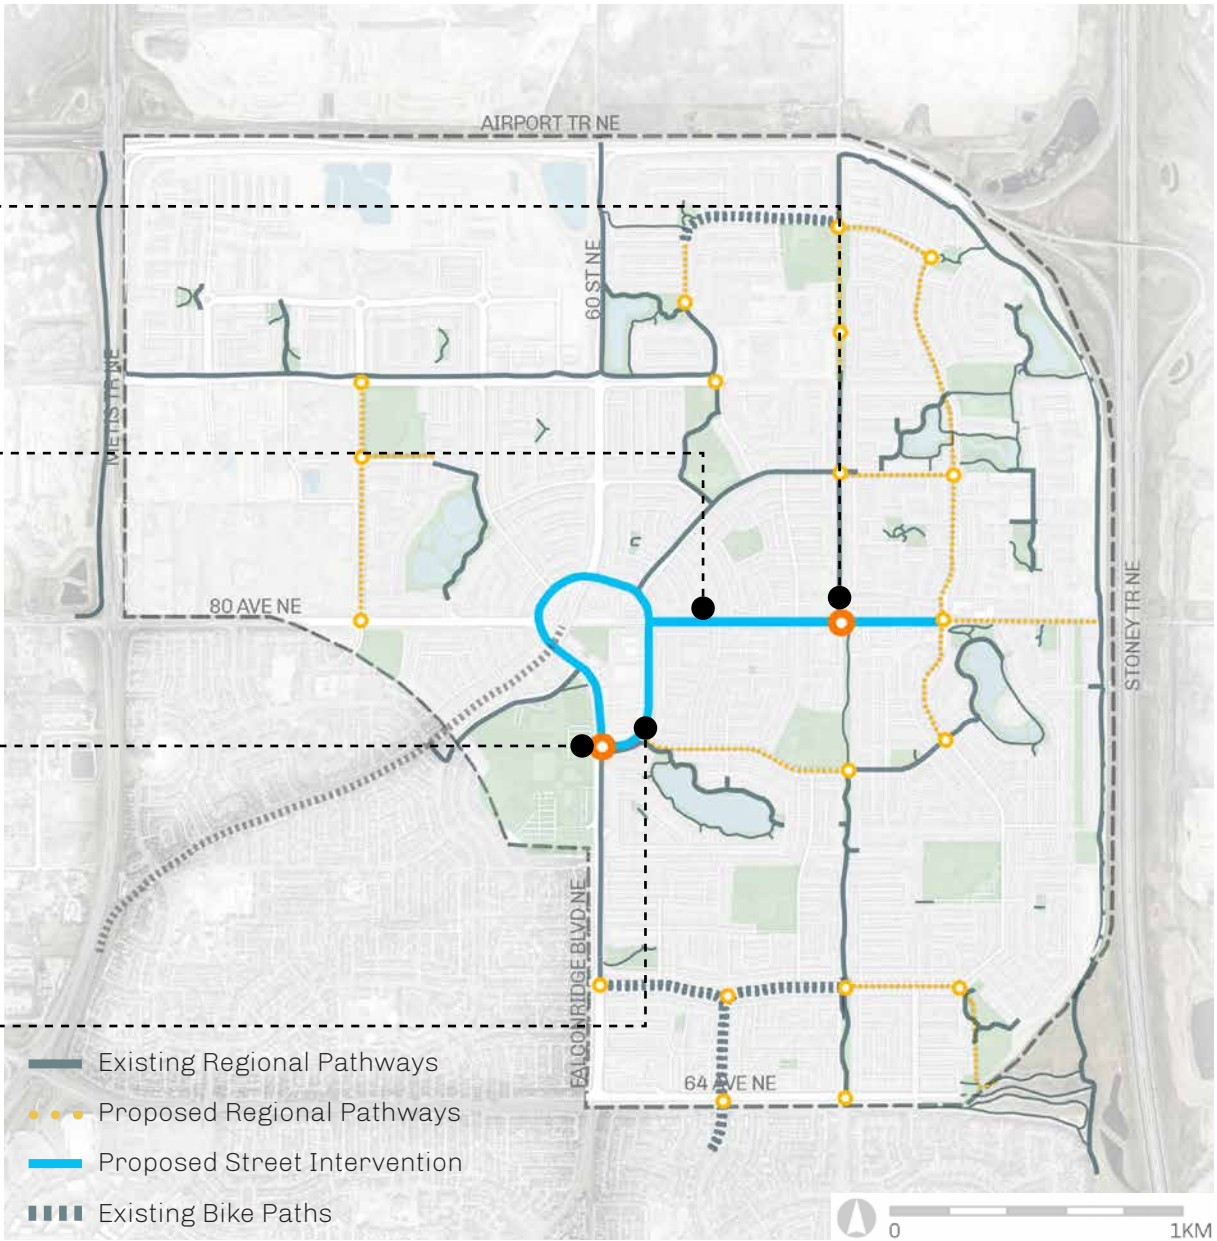 AIRPORT TR NE
60 ST NE
METIS TR NE
80 AVE NE
STONEY TR NE
FALCONRIDGE BLVD NE
64 AVE NE
Existing Regional Pathways
Proposed Regional Pathways
Proposed Street Intervention
Existing Bike Paths
0 1KM